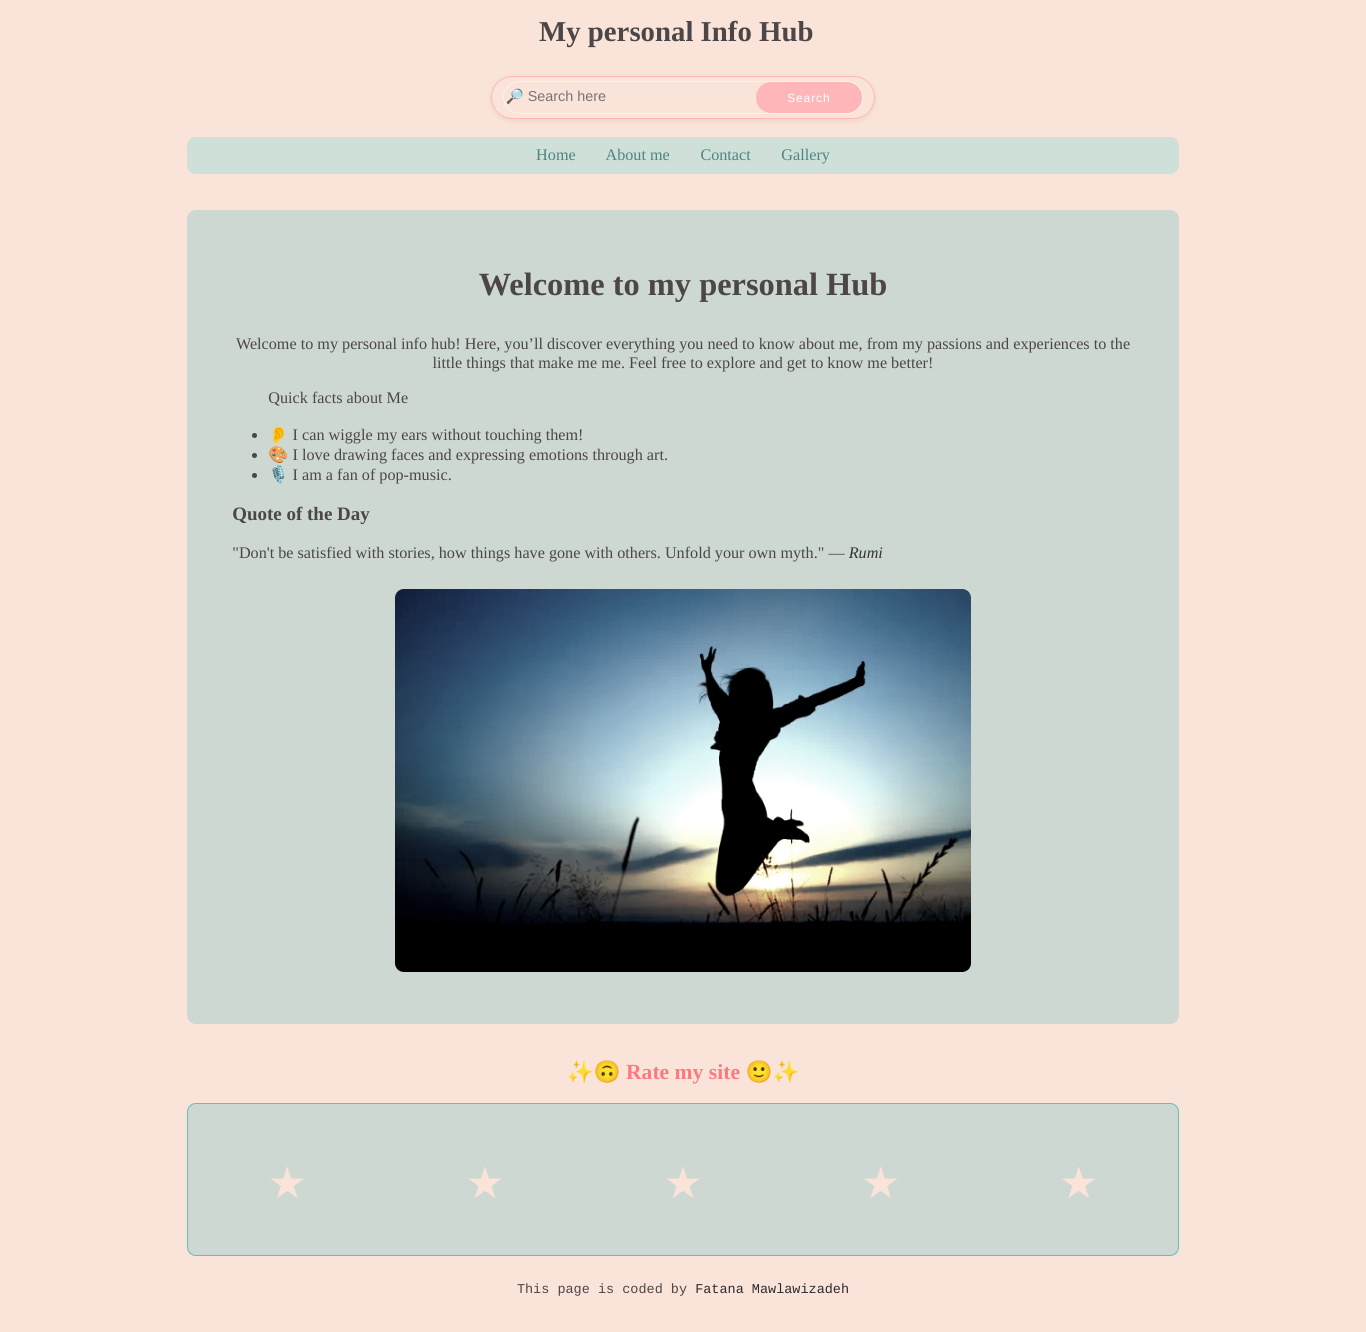 My personal Info Hub
🔎 Search here
Search
Home About me Contact Gallery
Welcome to my personal Hub
Welcome to my personal info hub! Here, you’ll discover everything you need to know about me, from my passions and experiences to the
little things that make me me. Feel free to explore and get to know me better!
Quick facts about Me
• 👂 I can wiggle my ears without touching them!
• 🎨 I love drawing faces and expressing emotions through art.
• 🎙️ I am a fan of pop-music.
Quote of the Day
"Don't be satisfied with stories, how things have gone with others. Unfold your own myth." — Rumi
✨🙃 Rate my site 🙂✨
★ ★ ★ ★ ★
This page is coded by Fatana Mawlawizadeh